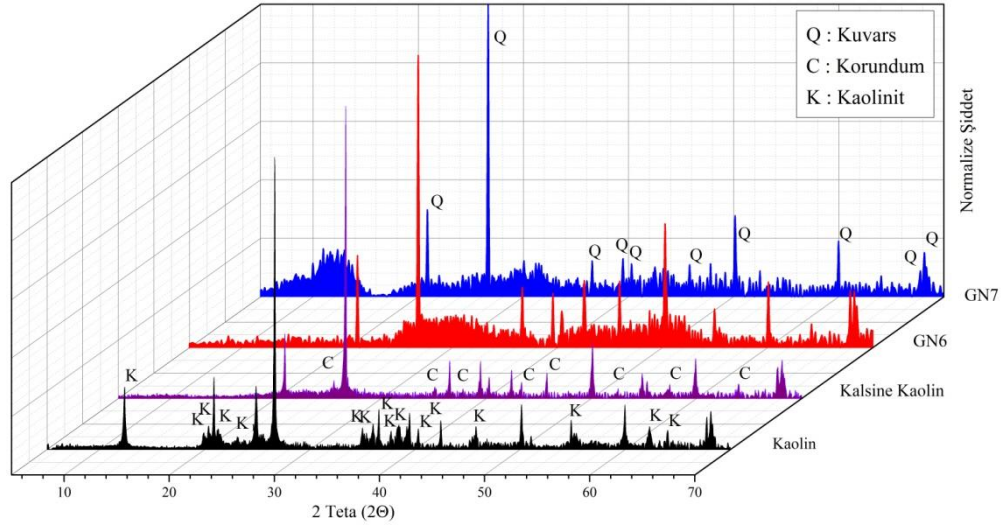 Q : Kuvars
C : Korundum
K : Kaolinit
Normalize Şiddet
Q
Q
Q
Q Q
Q
Q
Q
Q
Q
GN7
GN6
C
C
C
C
C
C
C
C
Kalsine Kaolin
K
K
K
K
K
K K
K
K
K
K
K
K
K
K
K
K
Kaolin
10
20
30
40
50
60
70
2 Teta (2Θ)